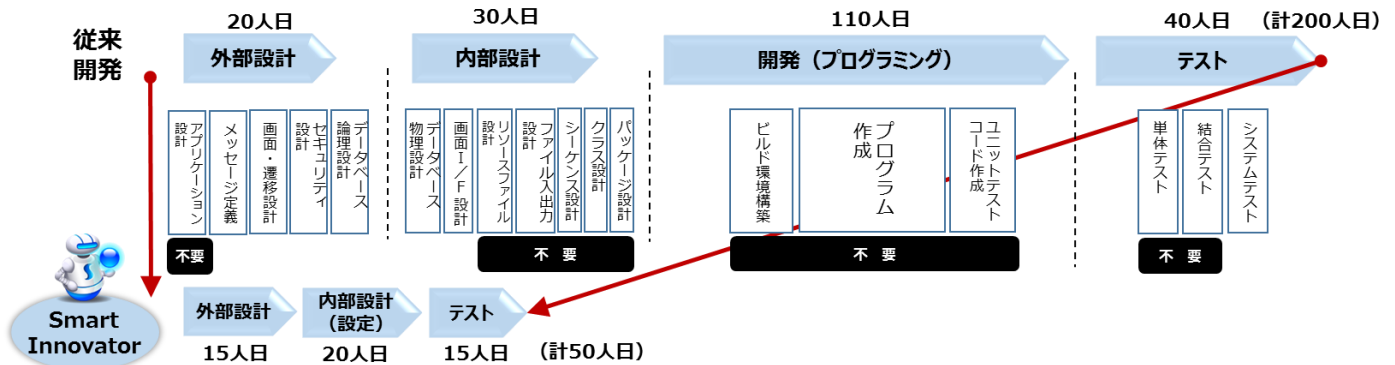 従来
開発
20人日
30人日
110人日
40人日
（計200人日）
外部設計
内部設計
開発（プログラミング）
テスト
アプリケーション
設計
メッセージ定義
画面・遷移設計
セキュリティ
設計
データベース
論理設計
データベース
物理設計
画面Ｉ／Ｆ設計
リソースファイル
設計
ファイル入出力
設計
シーケンス設計
クラス設計
パッケージ設計
ビルド環境構築
プログラム
作成
ユニットテスト
コード作成
単体テスト
結合テスト
システムテスト
不要
不 要
不 要
不 要
Smart
Innovator
外部設計
内部設計
（設定）
テスト
15人日
20人日
15人日
（計50人日）